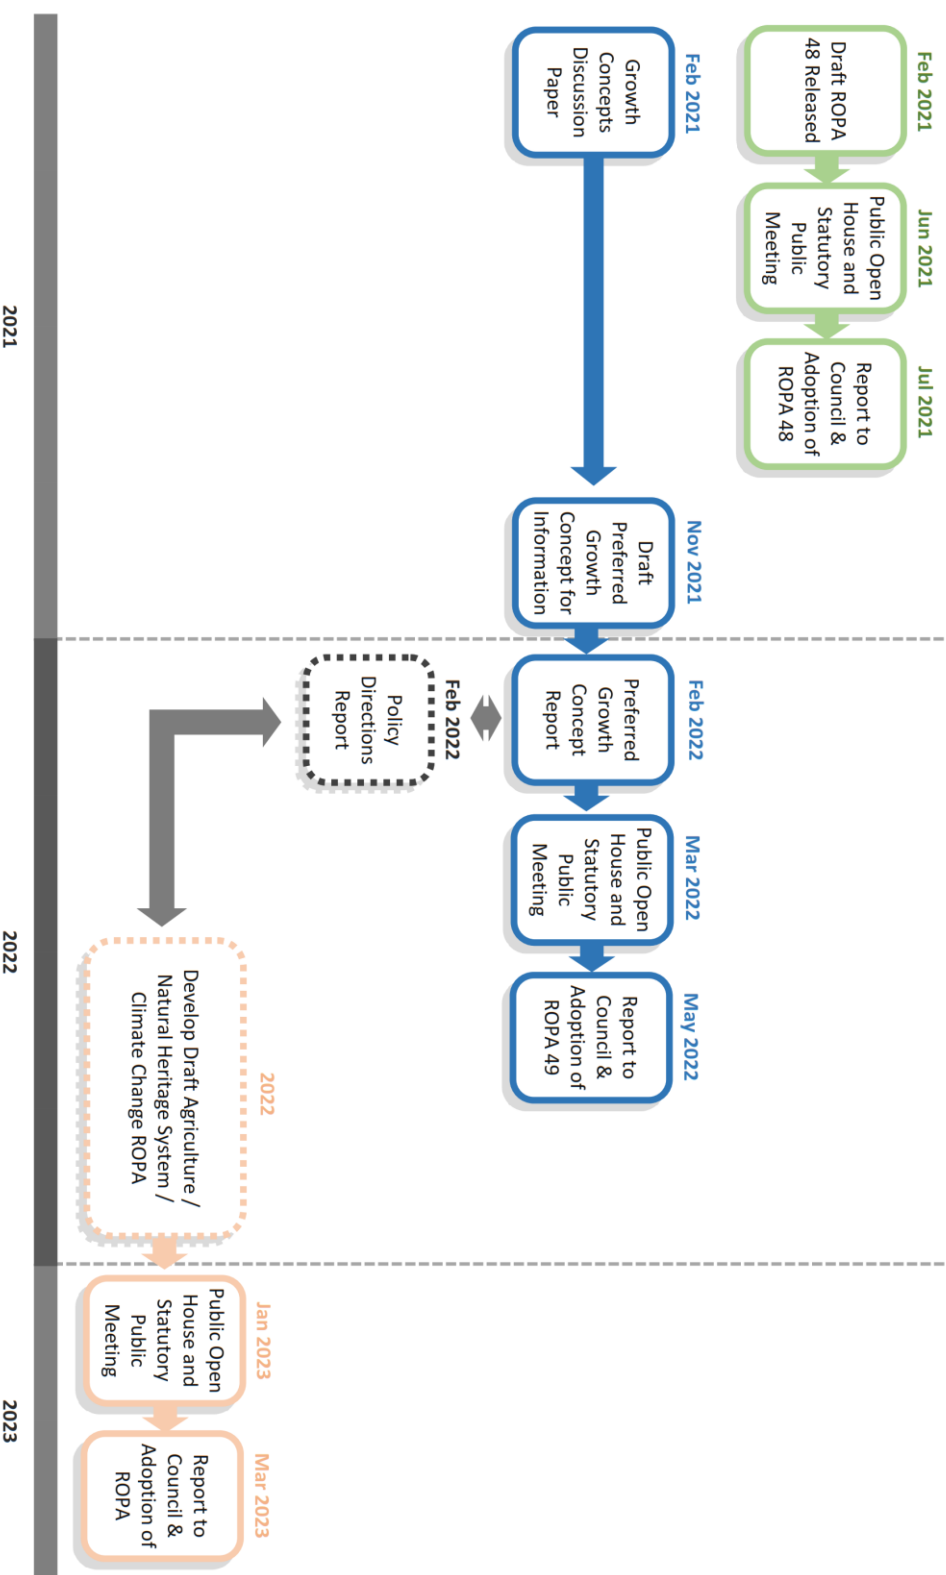 Feb 2021
Draft ROPA
48 Released
Jun 2021
Public Open
House and
Statutory
Public
Meeting
Jul 2021
Report to
Council &
Adoption of
ROPA 48
Feb 2021
Growth
Concepts
Discussion
Paper
Nov 2021
Draft
Preferred
Growth
Concept for
Information
Feb 2022
Preferred
Growth
Concept
Report
Mar 2022
Public Open
House and
Statutory
Public
Meeting
May 2022
Report to
Council &
Adoption of
ROPA 49
Feb 2022
Policy
Directions
Report
2022
Develop Draft Agriculture /
Natural Heritage System /
Climate Change ROPA
Jan 2023
Public Open
House and
Statutory
Public
Meeting
Mar 2023
Report to
Council &
Adoption of
ROPA
2021
2022
2023